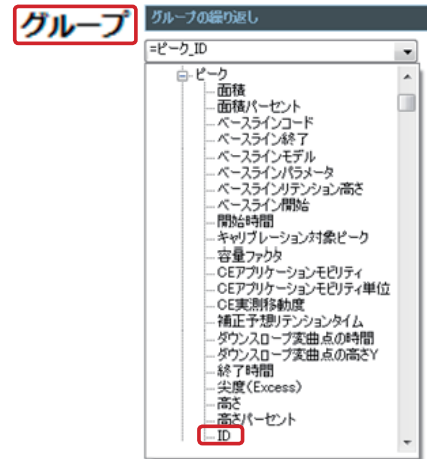 グループ
グループの繰り返し
=ピーク_ID
ピーク
面積
面積パーセント
ベースラインコード
ベースライン終了
ベースラインモデル
ベースラインパラメータ
ベースラインリテンション高さ
ベースライン開始
開始時間
キャリブレーション対象ピーク
容量ファクタ
CEアプリケーションモビリティ
CEアプリケーションモビリティ単位
CE実測移動度
補正予想リテンションタイム
ダウンスロープ変曲点の時間
ダウンスロープ変曲点の高さY
終了時間
尖度(Excess)
高さ
高さパーセント
ID